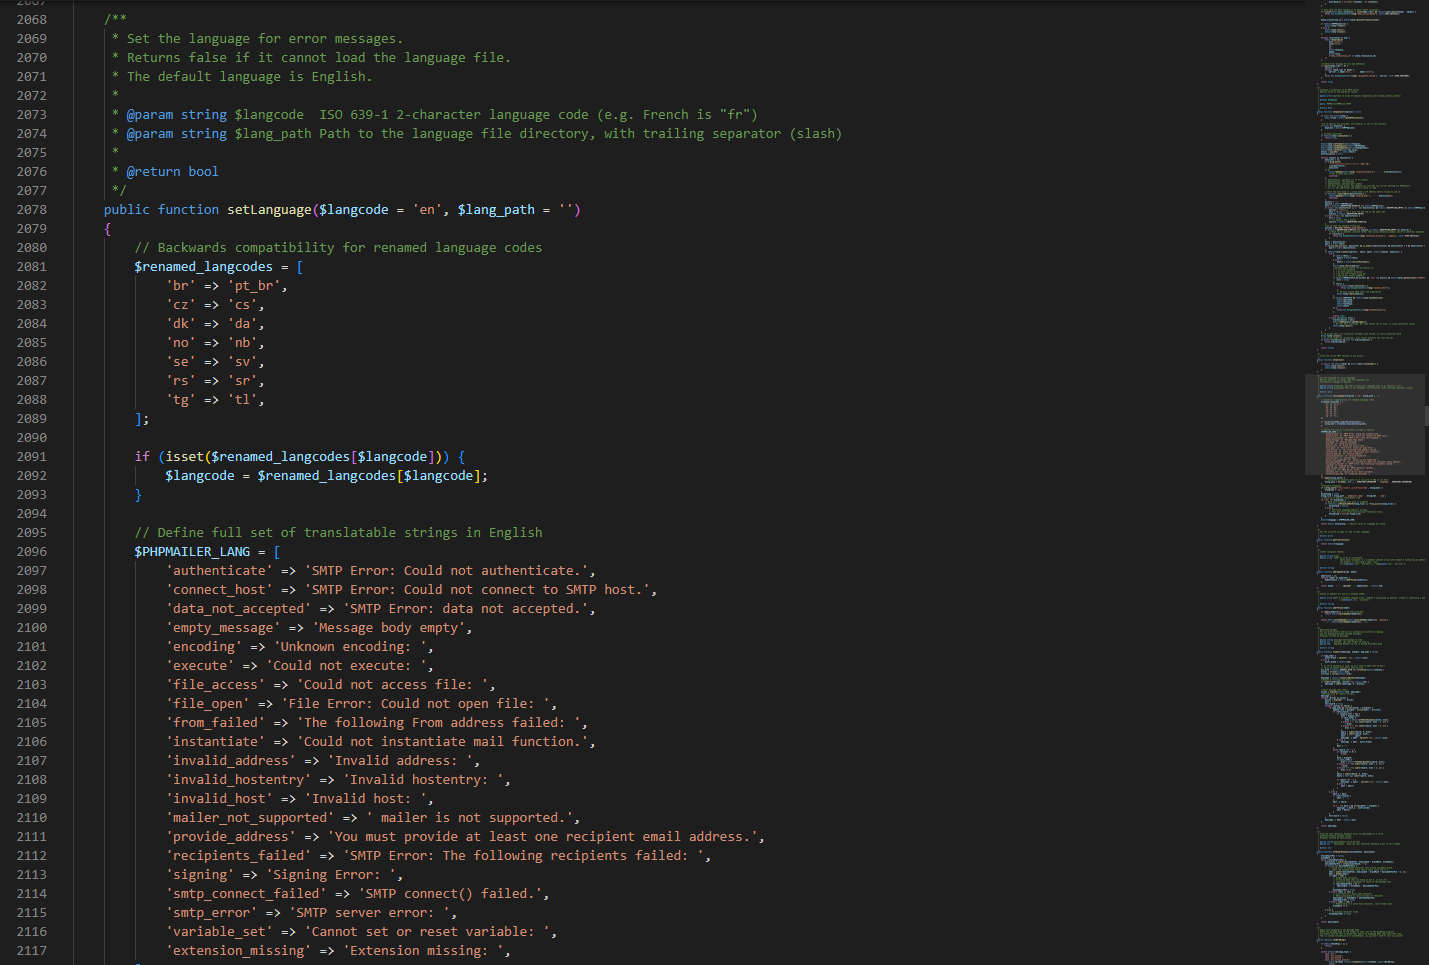 2067
2068 /**
2069 * Set the language for error messages.
2070 * Returns false if it cannot load the language file.
2071 * The default language is English.
2072 *
2073 * @param string $langcode  ISO 639-1 2-character language code (e.g. French is "fr")
2074 * @param string $lang_path Path to the language file directory, with trailing separator (slash)
2075 *
2076 * @return bool
2077 */
2078 public function setLanguage($langcode = 'en', $lang_path = '')
2079 {
2080 // Backwards compatibility for renamed language codes
2081 $renamed_langcodes = [
2082 'br' => 'pt_br',
2083 'cz' => 'cs',
2084 'dk' => 'da',
2085 'no' => 'nb',
2086 'se' => 'sv',
2087 'rs' => 'sr',
2088 'tg' => 'tl',
2089 ];
2090
2091 if (isset($renamed_langcodes[$langcode])) {
2092 $langcode = $renamed_langcodes[$langcode];
2093 }
2094
2095 // Define full set of translatable strings in English
2096 $PHPMAILER_LANG = [
2097 'authenticate' => 'SMTP Error: Could not authenticate.',
2098 'connect_host' => 'SMTP Error: Could not connect to SMTP host.',
2099 'data_not_accepted' => 'SMTP Error: data not accepted.',
2100 'empty_message' => 'Message body empty',
2101 'encoding' => 'Unknown encoding: ',
2102 'execute' => 'Could not execute: ',
2103 'file_access' => 'Could not access file: ',
2104 'file_open' => 'File Error: Could not open file: ',
2105 'from_failed' => 'The following From address failed: ',
2106 'instantiate' => 'Could not instantiate mail function.',
2107 'invalid_address' => 'Invalid address: ',
2108 'invalid_hostentry' => 'Invalid hostentry: ',
2109 'invalid_host' => 'Invalid host: ',
2110 'mailer_not_supported' => ' mailer is not supported.',
2111 'provide_address' => 'You must provide at least one recipient email address.',
2112 'recipients_failed' => 'SMTP Error: The following recipients failed: ',
2113 'signing' => 'Signing Error: ',
2114 'smtp_connect_failed' => 'SMTP connect() failed.',
2115 'smtp_error' => 'SMTP server error: ',
2116 'variable_set' => 'Cannot set or reset variable: ',
2117 'extension_missing' => 'Extension missing: ',